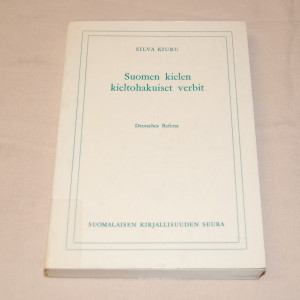 SILVA KIURU
Suomen kielen
kieltohakuiset verbit
Deutsches Referat
SUOMALAISEN KIRJALLISUUDEN SEURA